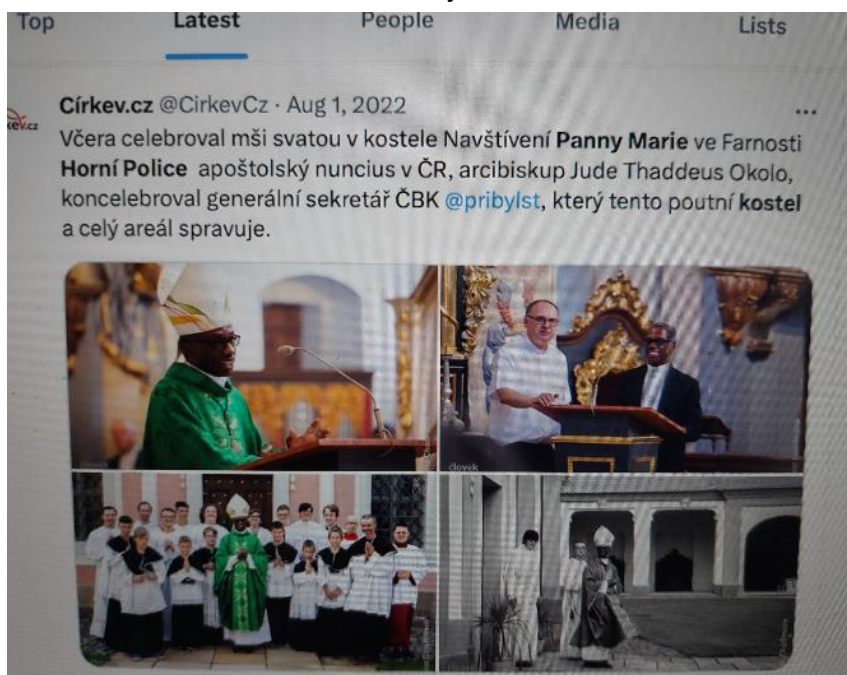 Top Latest People Media Lists
Církev.cz @CirkevCz · Aug 1, 2022
Včera celebroval mši svatou v kostele Navštívení Panny Marie ve Farnosti
Horní Police apoštolský nuncius v ČR, arcibiskup Jude Thaddeus Okolo,
koncelebroval generální sekretář ČBK @pribylst, který tento poutní kostel
a celý areál spravuje.
člověk